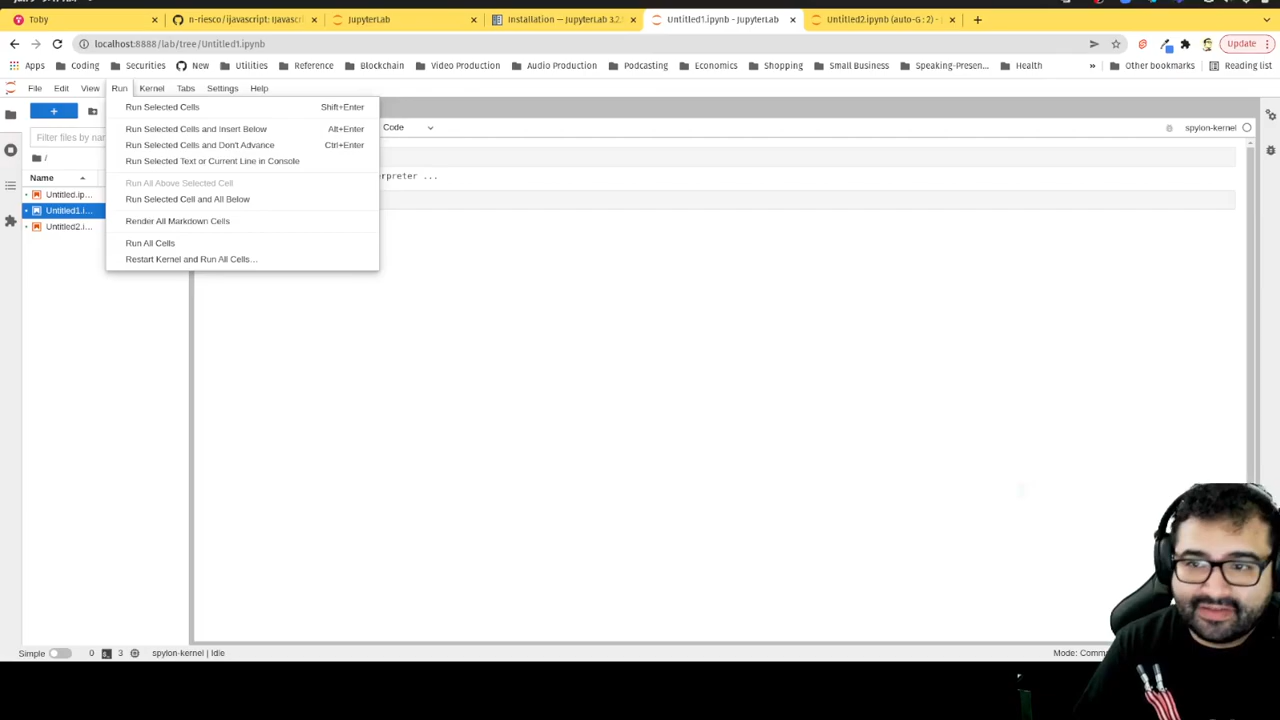 Toby
n-riesco / ijavascript: IJavasc
JupyterLab
Installation — JupyterLab 3.2.
Untitled1.ipynb - JupyterLab
Untitled2.ipynb (auto-G : 2) -
localhost:8888/lab/tree/Untitled1.ipynb
Update
Apps
Coding
Securities
New
Utilities
Reference
Blockchain
Video Production
Audio Production
Podcasting
Economics
Shopping
Small Business
Speaking-Presen...
Health
»
Other bookmarks
Reading list
File
Edit
View
Run
Kernel
Tabs
Settings
Help
Run Selected Cells Shift+Enter
Run Selected Cells and Insert Below Alt+Enter
Run Selected Cells and Don't Advance Ctrl+Enter
Run Selected Text or Current Line in Console
Run All Above Selected Cell
Run Selected Cell and All Below
Render All Markdown Cells
Run All Cells
Restart Kernel and Run All Cells…
Code
spylon-kernel
rpreter ...
Filter files by nam
/
Name
Untitled.ip...
Untitled1.i...
Untitled2.i...
Simple
0
3
spylon-kernel | Idle
Mode: Comm